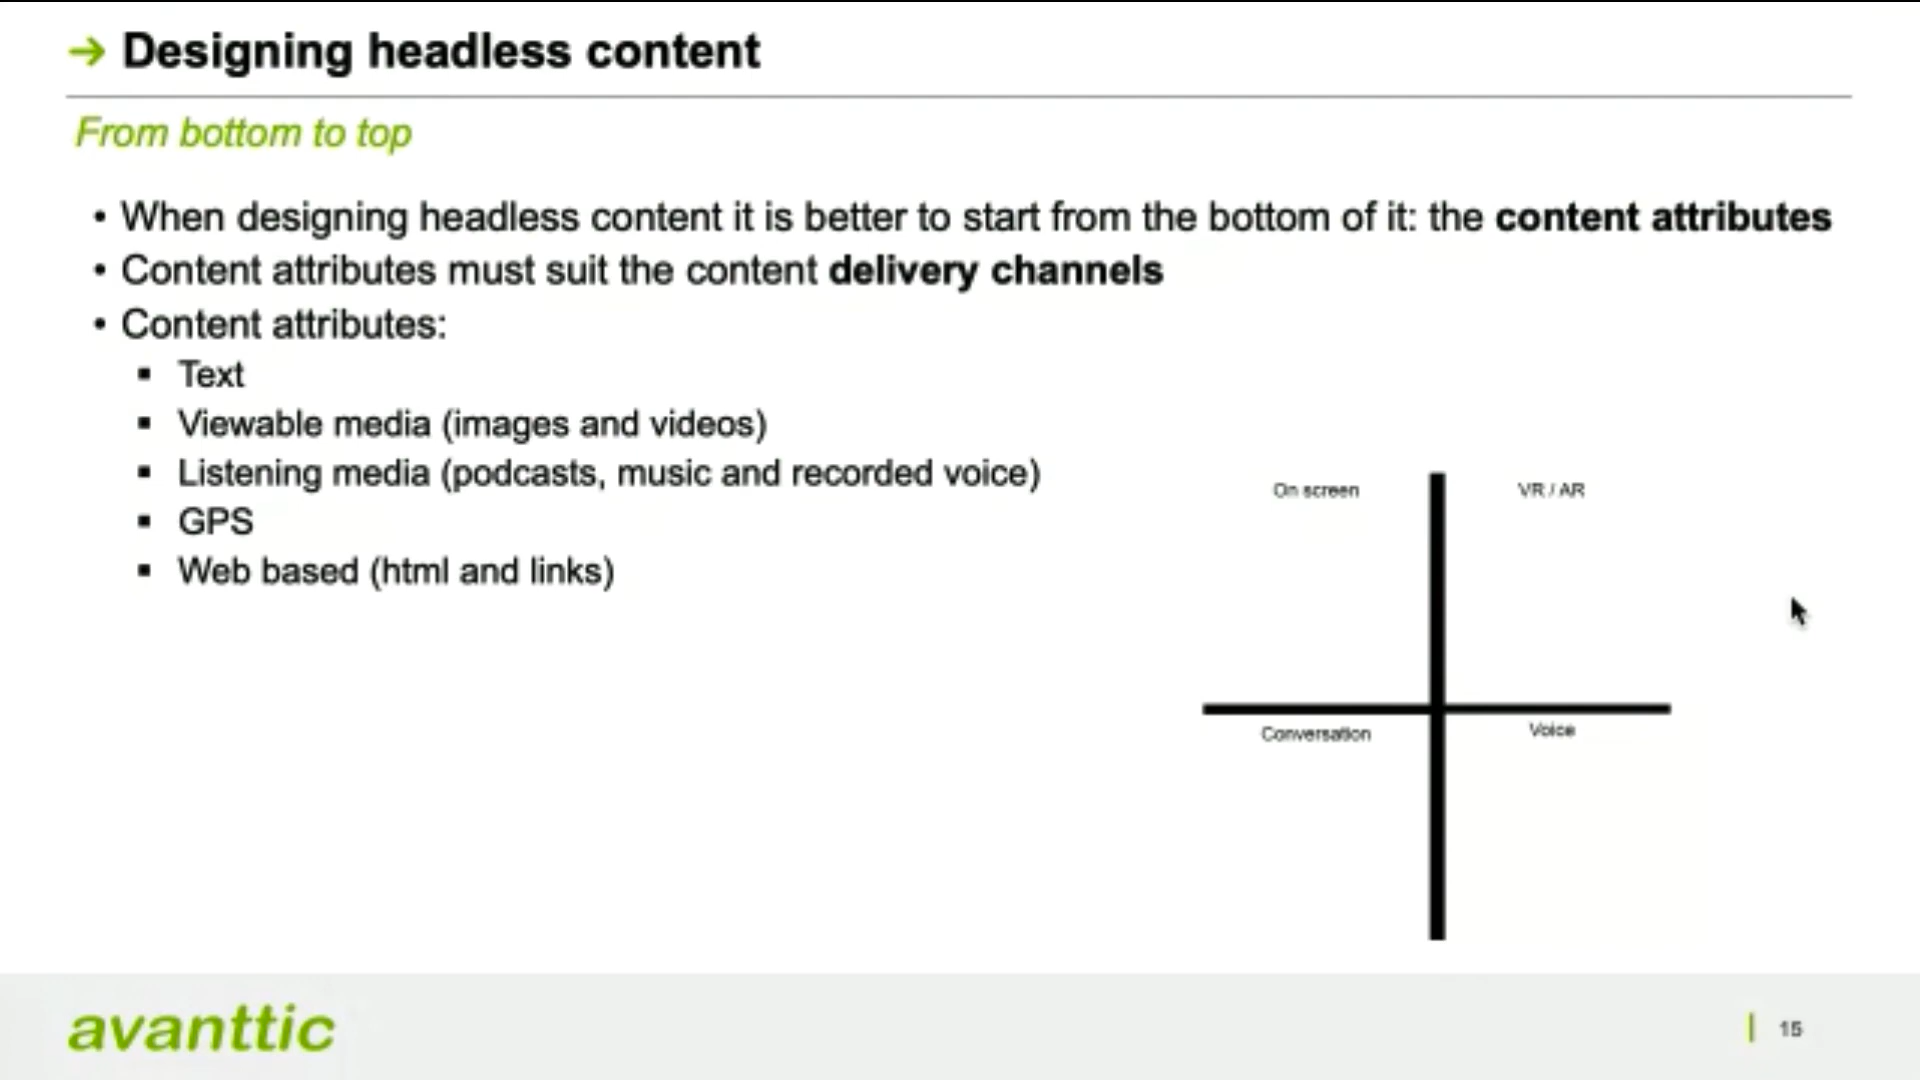 Designing headless content
From bottom to top
• When designing headless content it is better to start from the bottom of it: the content attributes
• Content attributes must suit the content delivery channels
• Content attributes:
▪ Text
▪ Viewable media (images and videos)
▪ Listening media (podcasts, music and recorded voice)
▪ GPS
▪ Web based (html and links)
On screen
VR / AR
Conversation
Voice
avanttic
15